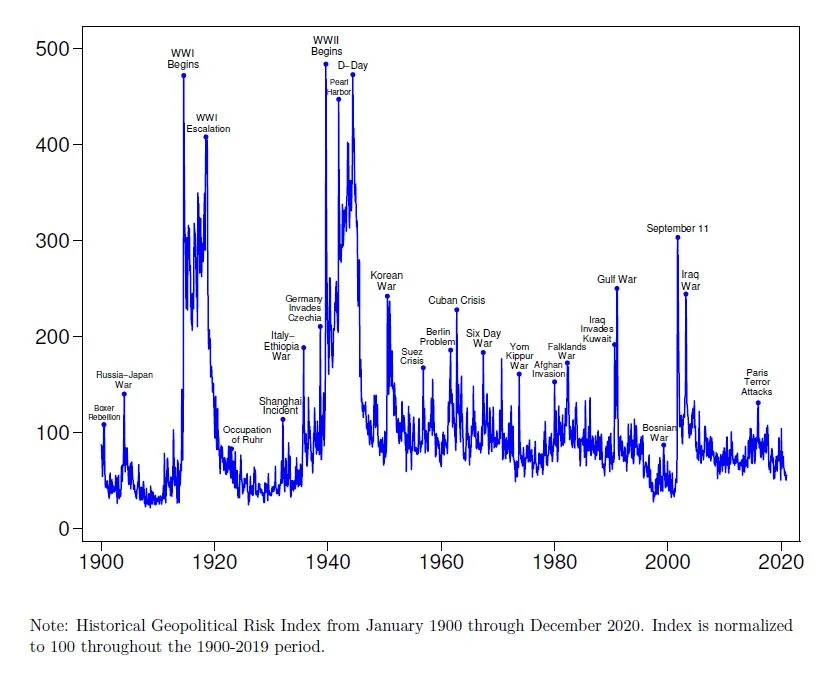 500
400
300
200
100
0
1900
1920
1940
1960
1980
2000
2020
Boxer
Rebellion
Russia–Japan
War
WWI
Begins
WWI
Escalation
Occupation
of Ruhr
Shanghai
Incident
Italy–
Ethiopia
War
Germany
Invades
Czechia
WWII
Begins
Pearl
Harbor
D–Day
Korean
War
Suez
Crisis
Berlin
Problem
Cuban Crisis
Six Day
War
Yom
Kippur
War
Afghan
Invasion
Falklands
War
Iraq
Invades
Kuwait
Gulf War
Bosnian
War
September 11
Iraq
War
Paris
Terror
Attacks
Note: Historical Geopolitical Risk Index from January 1900 through December 2020. Index is normalized
to 100 throughout the 1900-2019 period.